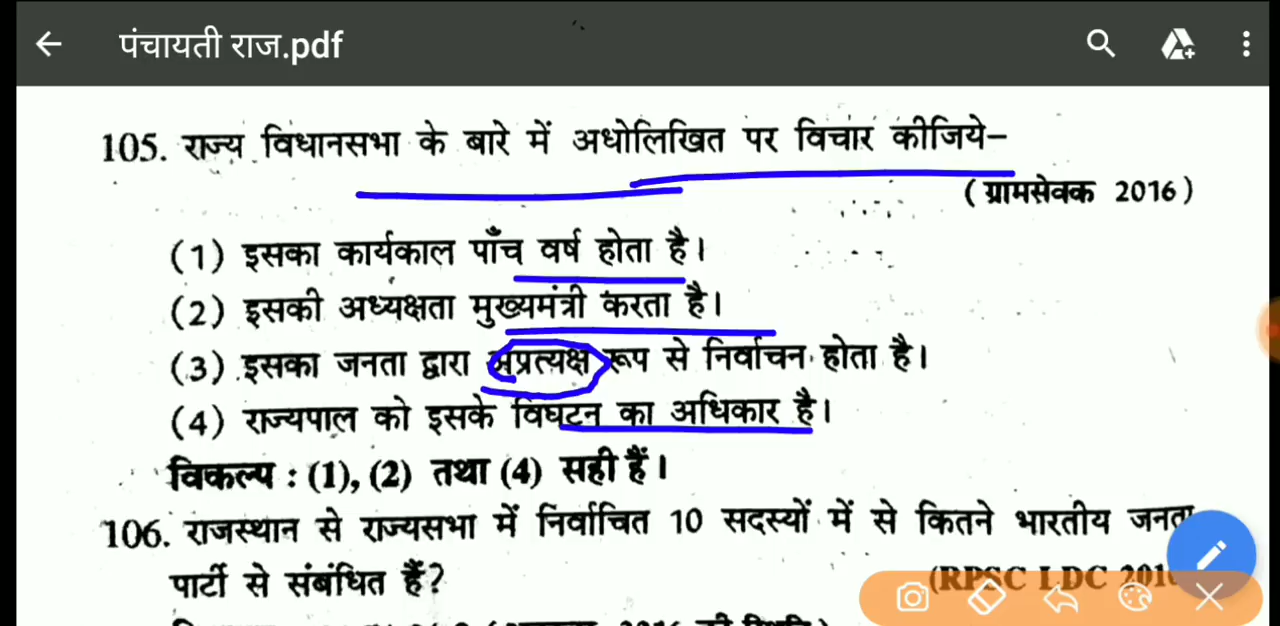 पंचायती राज.pdf
105. राज्य विधानसभा के बारे में अधोलिखित पर विचार कीजिये–
(ग्रामसेवक 2016)
(1) इसका कार्यकाल पाँच वर्ष होता है।
(2) इसकी अध्यक्षता मुख्यमंत्री करता है।
(3) इसका जनता द्वारा अप्रत्यक्ष रूप से निर्वाचन होता है।
(4) राज्यपाल को इसके विघटन का अधिकार है।
विकल्प : (1), (2) तथा (4) सही हैं।
106. राजस्थान से राज्यसभा में निर्वाचित 10 सदस्यों में से कितने भारतीय जनता
पार्टी से संबंधित हैं?
(RPSC LDC